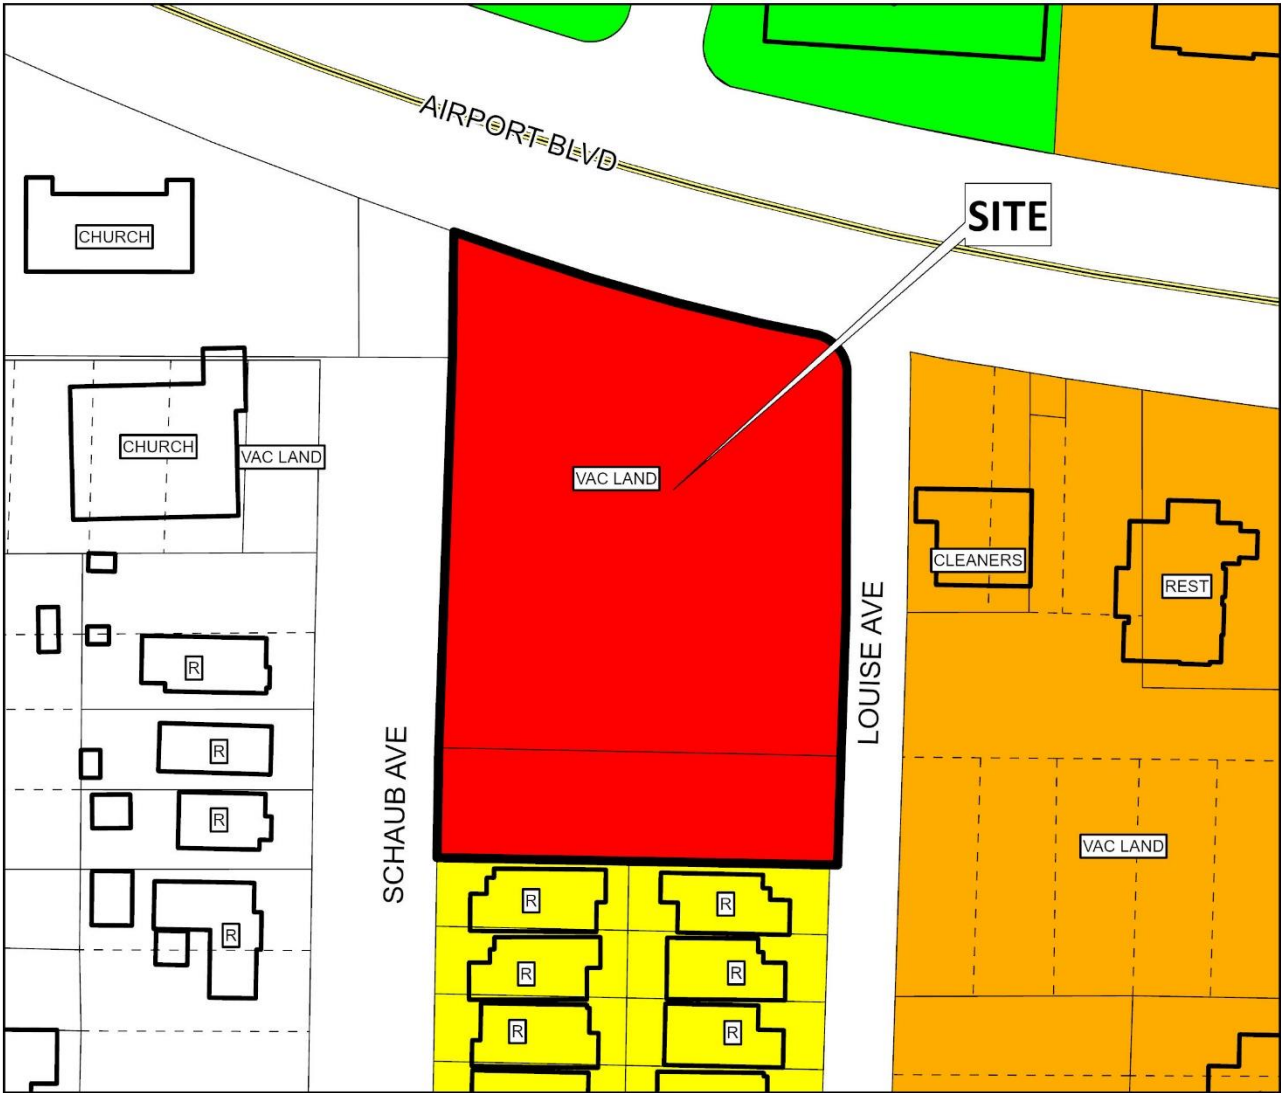 AIRPORT BLVD
SITE
CHURCH
CHURCH
VAC LAND
VAC LAND
CLEANERS
REST
LOUISE AVE
SCHAUB AVE
R
R
R
VAC LAND
R
R
R
R
R
R
R